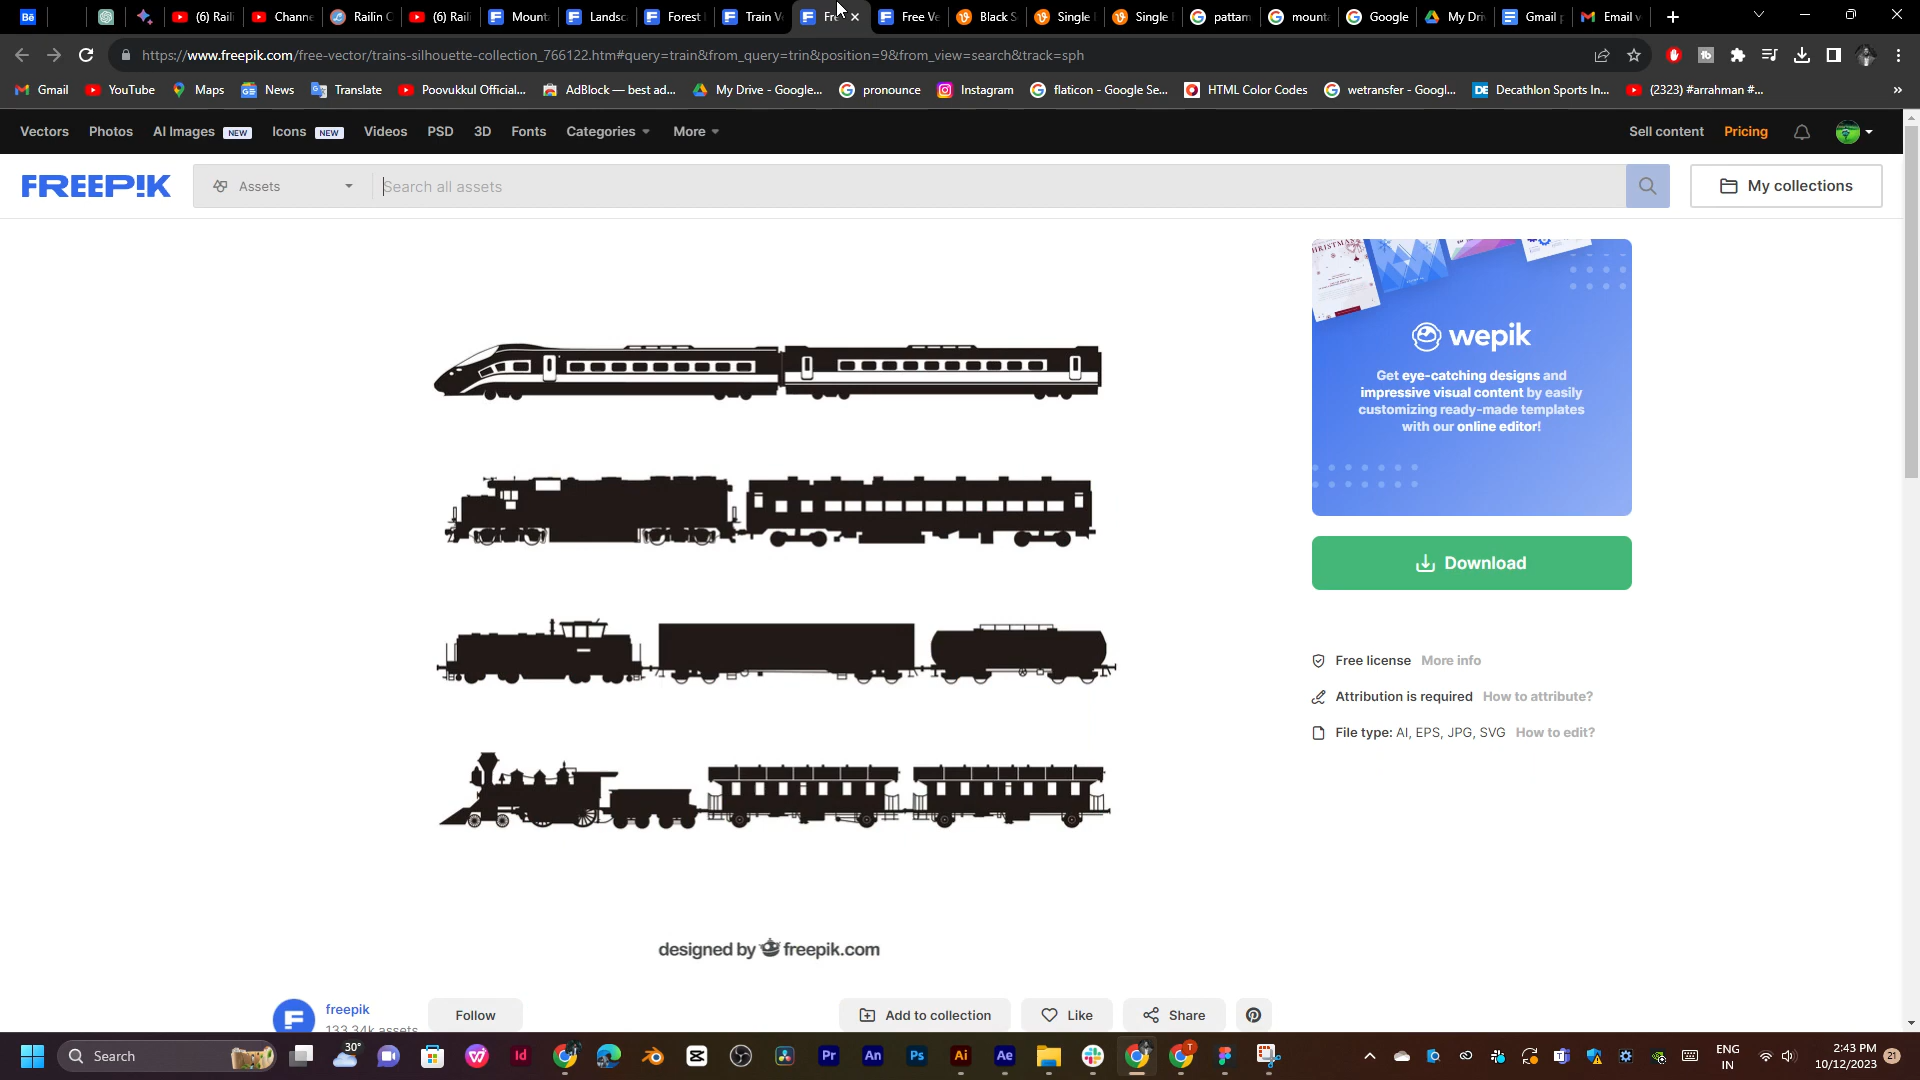 (6) Raili
Chann
Railin C
(6) Raili
Mount
Landsc
Forest
Train V
Fre
Free Ve
Black S
Single
Single
pattam
mount
Google
My Driv
Gmail
Email v
https://www.freepik.com/free-vector/trains-silhouette-collection_766122.htm#query=train&from_query=trin&position=9&from_view=search&track=sph
Gmail YouTube Maps News Translate Poovukkul Official... AdBlock — best ad... My Drive - Google... pronounce Instagram flaticon - Google Se... HTML Color Codes wetransfer - Googl... Decathlon Sports In... (2323) #arrahman #...
Vectors Photos AI Images NEW Icons NEW Videos PSD 3D Fonts Categories More Sell content Pricing
FREEPIK Assets Search all assets My collections
wepik
Get eye-catching designs and
impressive visual content by easily
customizing ready-made templates
with our online editor!
Download
Free license More info
Attribution is required How to attribute?
File type: AI, EPS, JPG, SVG How to edit?
designed by freepik.com
freepik
133.34k assets
Follow
Add to collection Like Share
Search
30°
ENG
IN
2:43 PM
10/12/2023
21